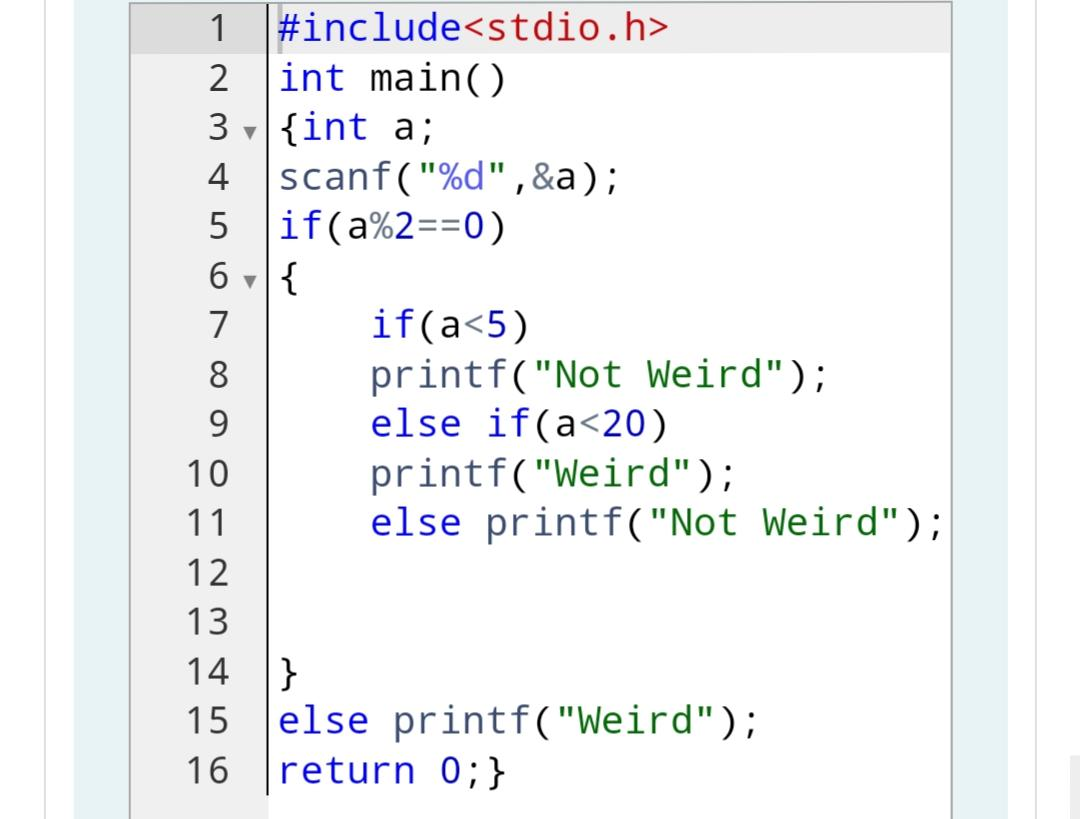 1 #include<stdio.h>
2 int main()
3 {int a;
4 scanf("%d",&a);
5 if(a%2==0)
6 {
7     if(a<5)
8     printf("Not Weird");
9     else if(a<20)
10     printf("Weird");
11     else printf("Not Weird");
12
13
14 }
15 else printf("Weird");
16 return 0;}